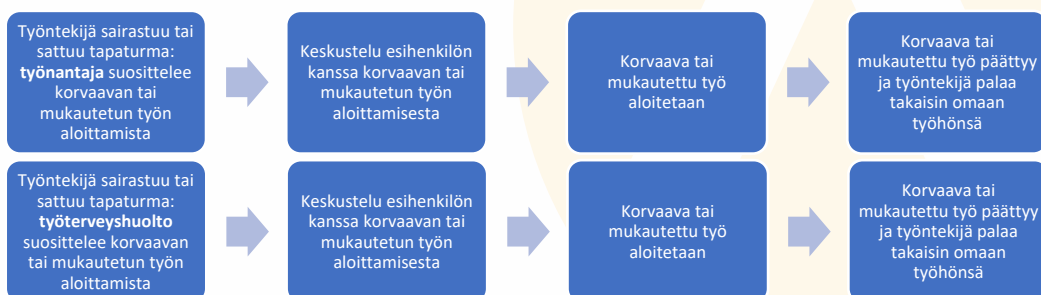 Työntekijä sairastuu tai
sattuu tapaturma:
työnantaja suosittelee
korvaavan tai
mukautetun työn
aloittamista
Keskustelu esihenkilön
kanssa korvaavan tai
mukautetun työn
aloittamisesta
Korvaava tai
mukautettu työ
aloitetaan
Korvaava tai
mukautettu työ päättyy
ja työntekijä palaa
takaisin omaan
työhönsä
Työntekijä sairastuu tai
sattuu tapaturma:
työterveyshuolto
suosittelee korvaavan
tai mukautetun työn
aloittamista
Keskustelu esihenkilön
kanssa korvaavan tai
mukautetun työn
aloittamisesta
Korvaava tai
mukautettu työ
aloitetaan
Korvaava tai
mukautettu työ päättyy
ja työntekijä palaa
takaisin omaan
työhönsä